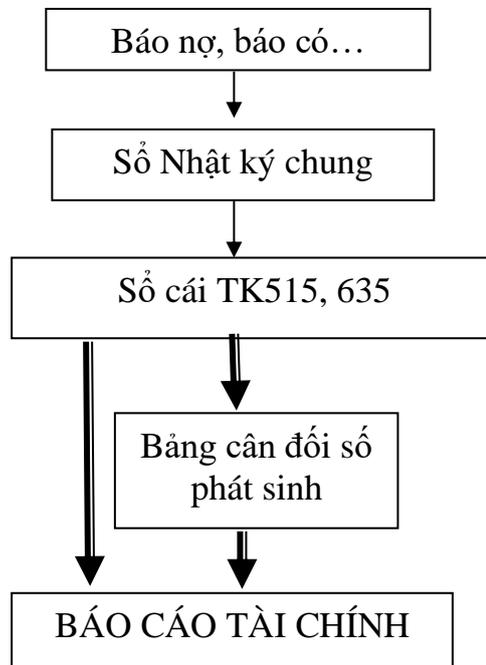 Báo nợ, báo có…
Sổ Nhật ký chung
Sổ cái TK515, 635
Bảng cân đối số
phát sinh
BÁO CÁO TÀI CHÍNH